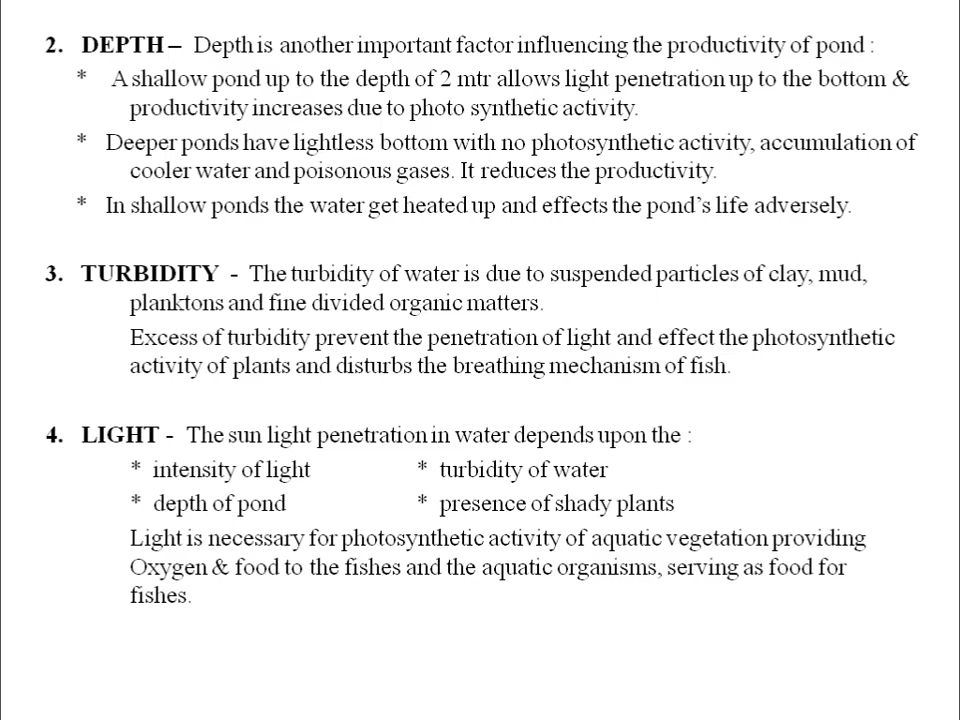 2. DEPTH – Depth is another important factor influencing the productivity of pond :
* A shallow pond up to the depth of 2 mtr allows light penetration up to the bottom &
productivity increases due to photo synthetic activity.
* Deeper ponds have lightless bottom with no photosynthetic activity, accumulation of
cooler water and poisonous gases. It reduces the productivity.
* In shallow ponds the water get heated up and effects the pond’s life adversely.
3. TURBIDITY - The turbidity of water is due to suspended particles of clay, mud,
planktons and fine divided organic matters.
Excess of turbidity prevent the penetration of light and effect the photosynthetic
activity of plants and disturbs the breathing mechanism of fish.
4. LIGHT - The sun light penetration in water depends upon the :
* intensity of light * turbidity of water
* depth of pond * presence of shady plants
Light is necessary for photosynthetic activity of aquatic vegetation providing
Oxygen & food to the fishes and the aquatic organisms, serving as food for
fishes.